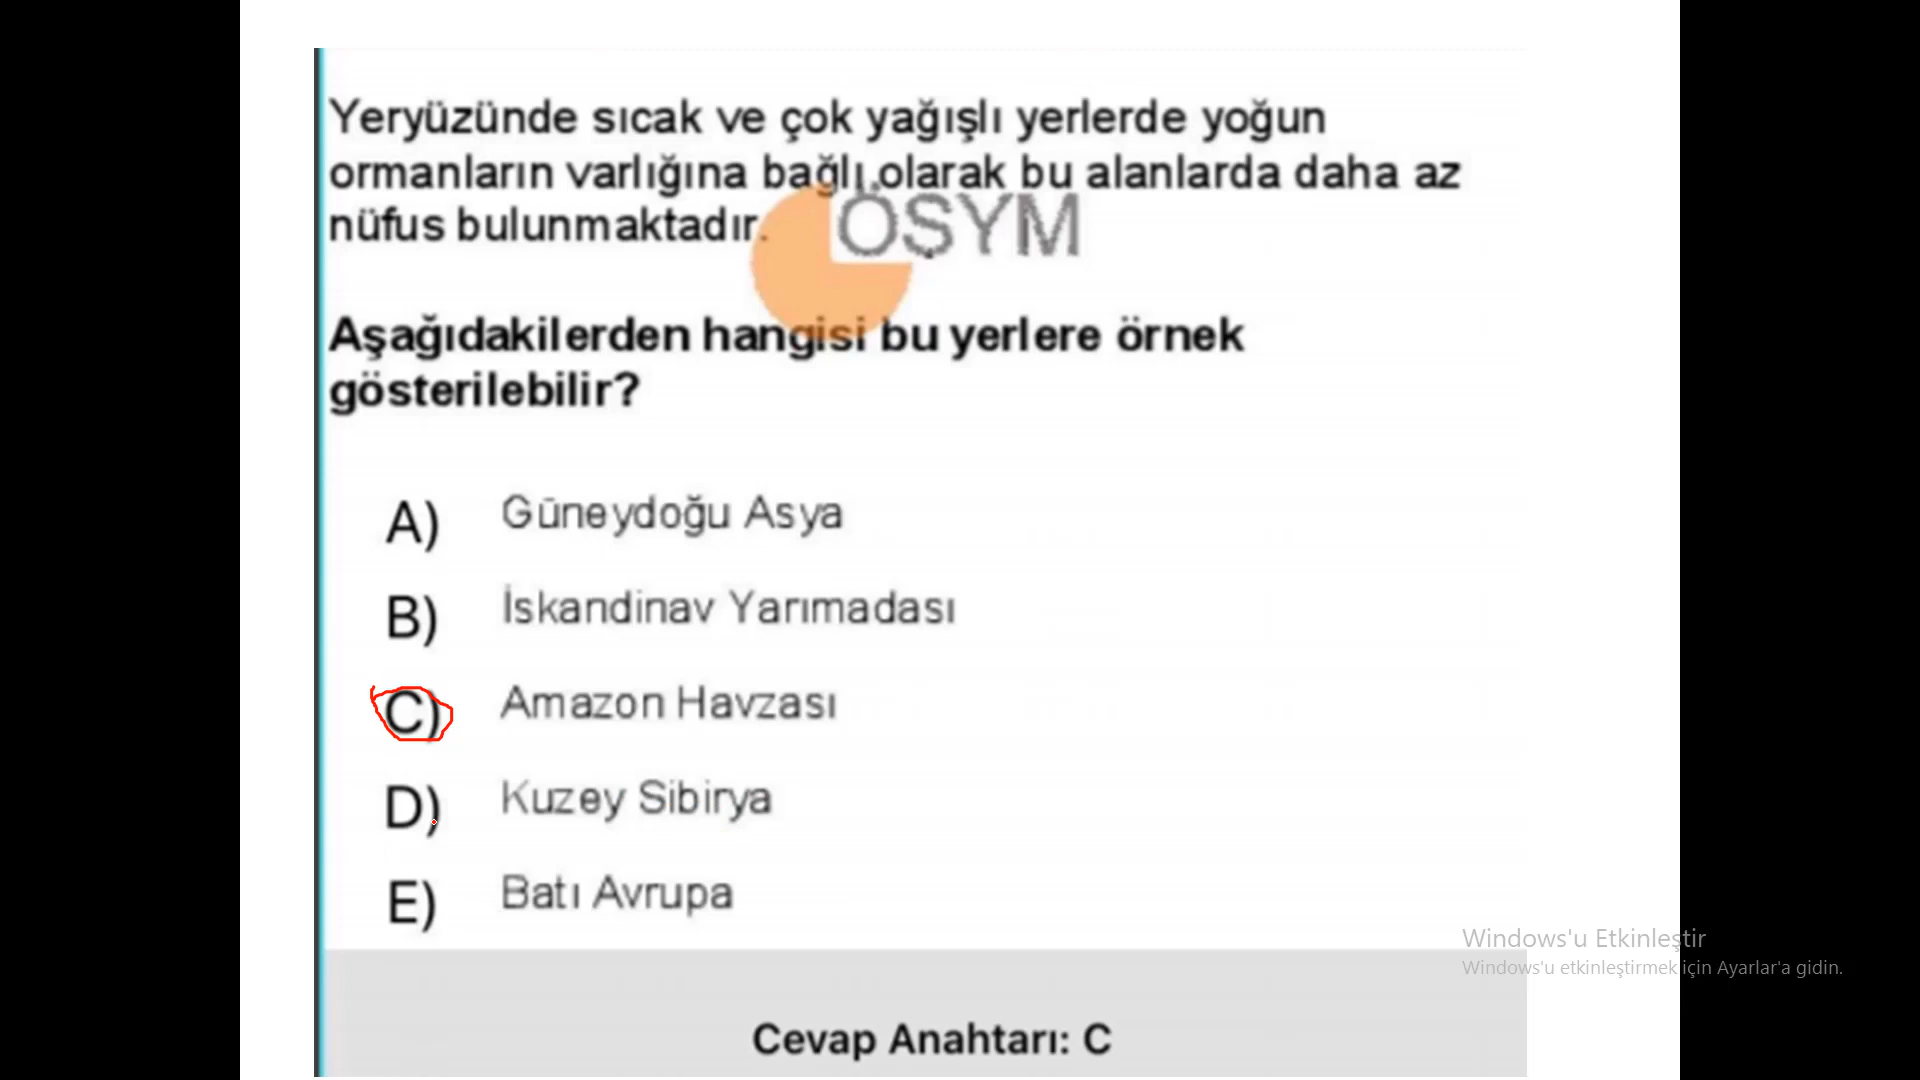 Yeryüzünde sıcak ve çok yağışlı yerlerde yoğun
ormanların varlığına bağlı olarak bu alanlarda daha az
nüfus bulunmaktadır.
ÖSYM
Aşağıdakilerden hangisi bu yerlere örnek
gösterilebilir?
A) Güneydoğu Asya
B) İskandinav Yarımadası
C) Amazon Havzası
D) Kuzey Sibirya
E) Batı Avrupa
Windows'u Etkinleştir
Windows'u etkinleştirmek için Ayarlar'a gidin.
Cevap Anahtarı: C